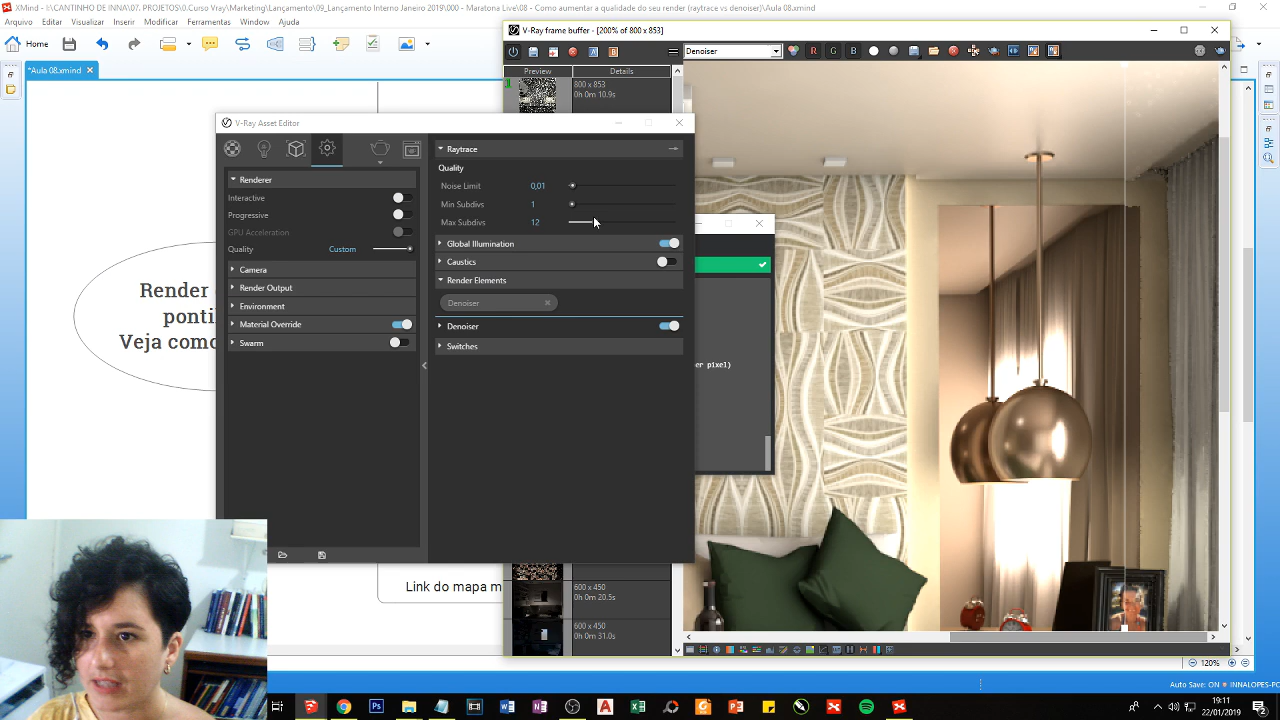 XMind - I:\CANTINHO DE INNA\07. PROJETOS\0.Curso Vray\Marketing\Lançamento\09_Lançamento Interno Janeiro 2019\000 - Maratona Live\08 - Como aumentar a qualidade do seu render (raytrace vs denoiser)\Aula 08.xmind
Arquivo Editar Exibir Inserir Modificar Ferramentas Navegar Janela Ajuda
Home
*Aula 08.xmind
Render
ponti
Veja como
Link do mapa m
V-Ray frame buffer - [200% of 800 x 853]
Denoiser
R G B
A B
Preview Details
1
800 x 853
0h 0m 10.9s
600 x 450
0h 0m 20.5s
600 x 450
0h 0m 31.0s
V-Ray Asset Editor
Renderer
Interactive
Progressive
GPU Acceleration
Quality Custom
Camera
Render Output
Environment
Material Override
Swarm
Raytrace
Quality
Noise Limit 0,01
Min Subdivs 1
Max Subdivs 12
Global Illumination
Caustics
Render Elements
Denoiser
Denoiser
Switches
er pixel)
120%
Auto Save: ON INNALOPES-PC
19:11
22/01/2019